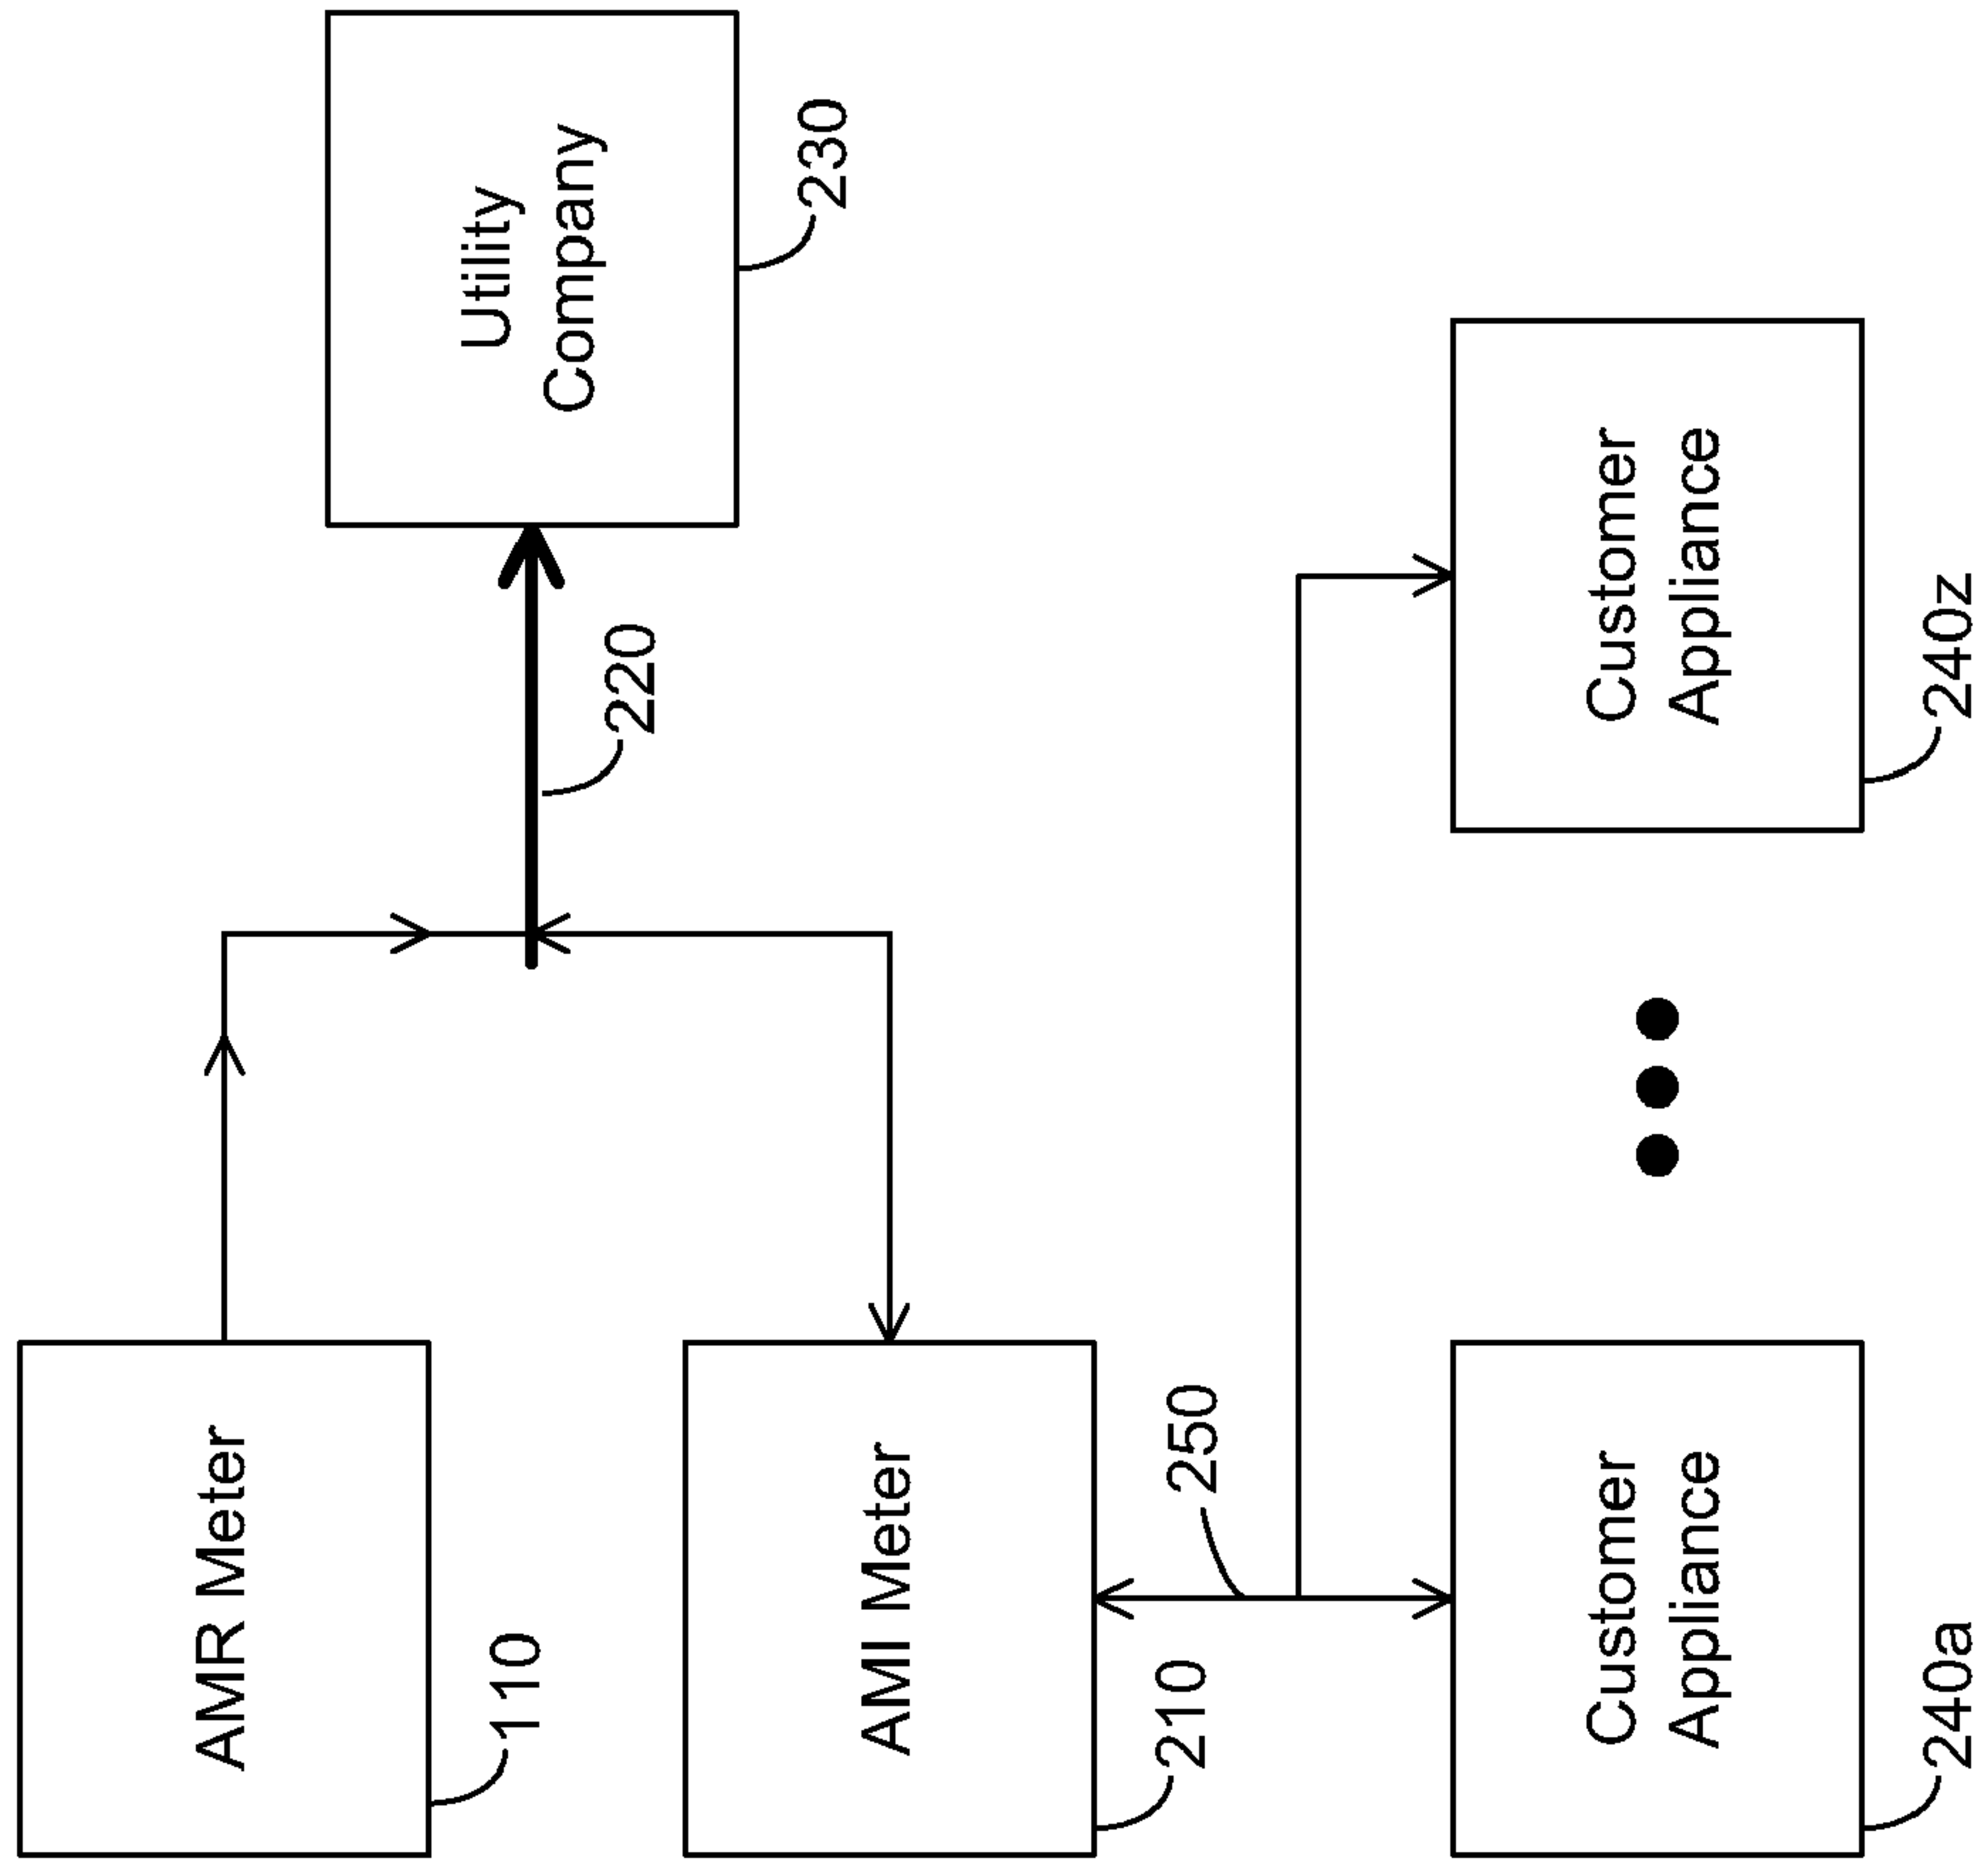 AMR Meter
110
Utility
Company
230
220
AMI Meter
210
250
Customer
Appliance
240a
Customer
Appliance
240z